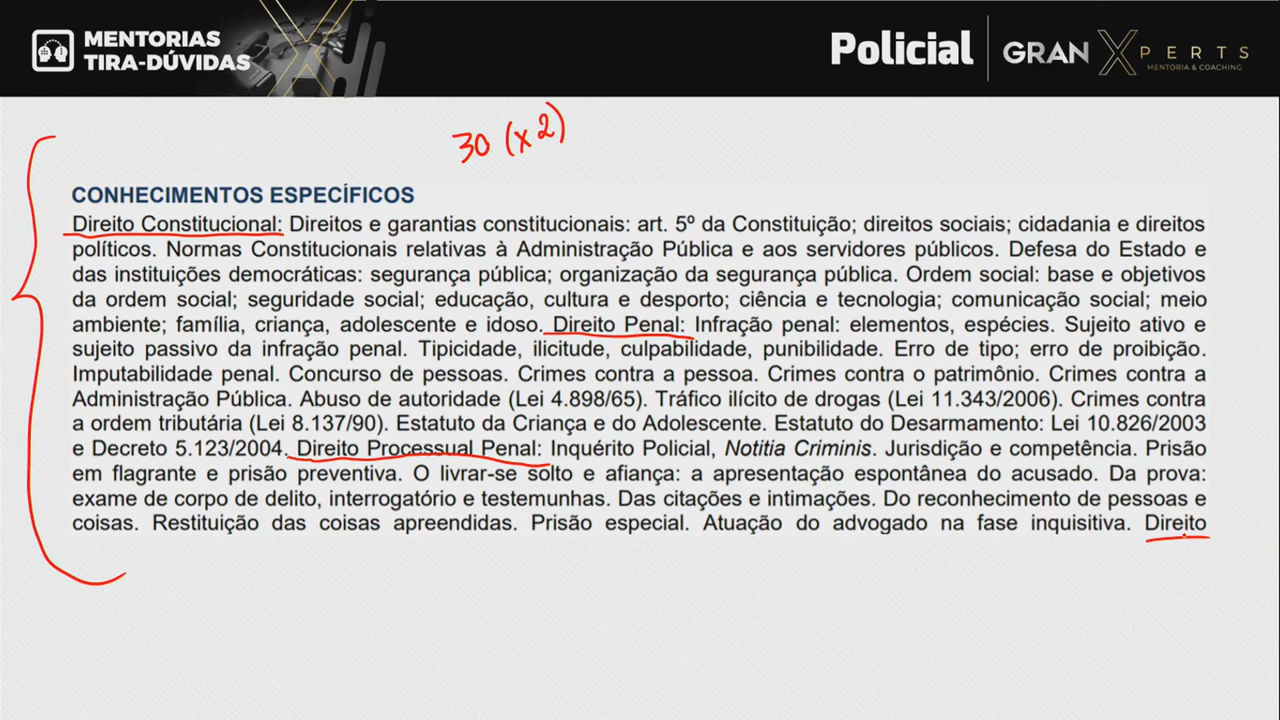 MENTORIAS
TIRA-DÚVIDAS
Policial
GRAN XPERTS
MENTORIA & COACHING
30 (x2)
CONHECIMENTOS ESPECÍFICOS
Direito Constitucional: Direitos e garantias constitucionais: art. 5º da Constituição; direitos sociais; cidadania e direitos
políticos. Normas Constitucionais relativas à Administração Pública e aos servidores públicos. Defesa do Estado e
das instituições democráticas: segurança pública; organização da segurança pública. Ordem social: base e objetivos
da ordem social; seguridade social; educação, cultura e desporto; ciência e tecnologia; comunicação social; meio
ambiente; família, criança, adolescente e idoso. Direito Penal: Infração penal: elementos, espécies. Sujeito ativo e
sujeito passivo da infração penal. Tipicidade, ilicitude, culpabilidade, punibilidade. Erro de tipo; erro de proibição.
Imputabilidade penal. Concurso de pessoas. Crimes contra a pessoa. Crimes contra o patrimônio. Crimes contra a
Administração Pública. Abuso de autoridade (Lei 4.898/65). Tráfico ilícito de drogas (Lei 11.343/2006). Crimes contra
a ordem tributária (Lei 8.137/90). Estatuto da Criança e do Adolescente. Estatuto do Desarmamento: Lei 10.826/2003
e Decreto 5.123/2004. Direito Processual Penal: Inquérito Policial, Notitia Criminis. Jurisdição e competência. Prisão
em flagrante e prisão preventiva. O livrar-se solto e afiança: a apresentação espontânea do acusado. Da prova:
exame de corpo de delito, interrogatório e testemunhas. Das citações e intimações. Do reconhecimento de pessoas e
coisas. Restituição das coisas apreendidas. Prisão especial. Atuação do advogado na fase inquisitiva. Direito